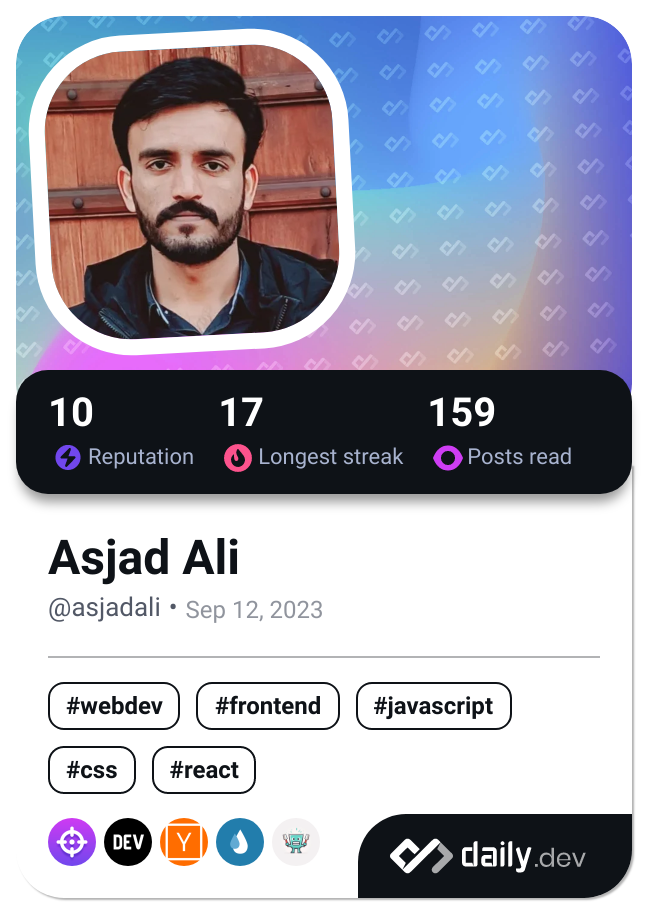 10 17 159
Reputation Longest streak Posts read
Asjad Ali
@asjadali • Sep 12, 2023
#webdev #frontend #javascript
#css #react
DEV Y
daily.dev